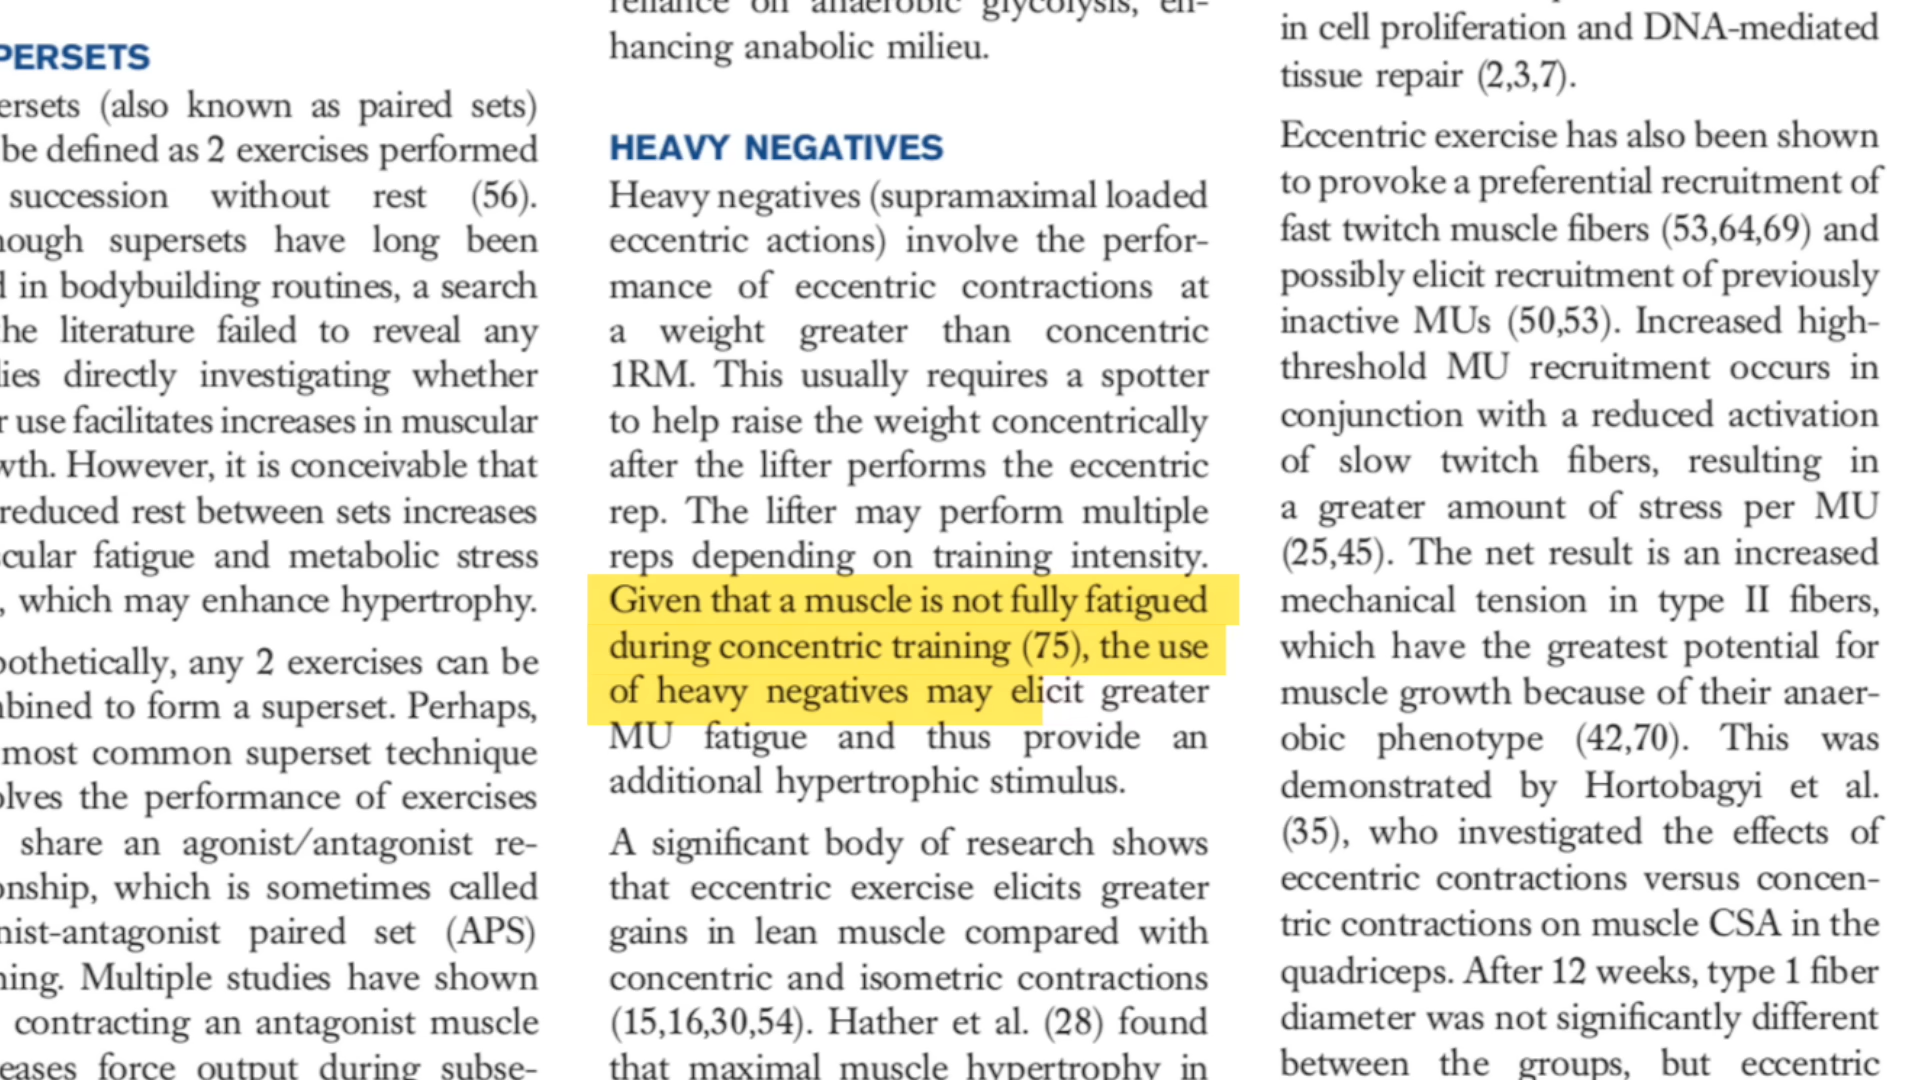 PERSETS
(also known as paired sets)
be defined as 2 exercises performed
succession without rest (56).
supersets have long been
in bodybuilding routines, a search
literature failed to reveal any
directly investigating whether
use facilitates increases in muscular
However, it is conceivable that
reduced rest between sets increases
fatigue and metabolic stress
, which may enhance hypertrophy.
any 2 exercises can be
to form a superset. Perhaps,
most common superset technique
the performance of exercises
share an agonist/antagonist re-
which is sometimes called
paired set (APS)
Multiple studies have shown
contracting an antagonist muscle
force output during subse-
reliance on anaerobic glycolysis, en-
hancing anabolic milieu.
HEAVY NEGATIVES
Heavy negatives (supramaximal loaded
eccentric actions) involve the perfor-
mance of eccentric contractions at
a weight greater than concentric
1RM. This usually requires a spotter
to help raise the weight concentrically
after the lifter performs the eccentric
rep. The lifter may perform multiple
reps depending on training intensity.
Given that a muscle is not fully fatigued
during concentric training (75), the use
of heavy negatives may elicit greater
MU fatigue and thus provide an
additional hypertrophic stimulus.
A significant body of research shows
that eccentric exercise elicits greater
gains in lean muscle compared with
concentric and isometric contractions
(15,16,30,54). Hather et al. (28) found
that maximal muscle hypertrophy in
in cell proliferation and DNA-mediated
tissue repair (2,3,7).
Eccentric exercise has also been shown
to provoke a preferential recruitment of
fast twitch muscle fibers (53,64,69) and
possibly elicit recruitment of previously
inactive MUs (50,53). Increased high-
threshold MU recruitment occurs in
conjunction with a reduced activation
of slow twitch fibers, resulting in
a greater amount of stress per MU
(25,45). The net result is an increased
mechanical tension in type II fibers,
which have the greatest potential for
muscle growth because of their anaer-
obic phenotype (42,70). This was
demonstrated by Hortobagyi et al.
(35), who investigated the effects of
eccentric contractions versus concen-
tric contractions on muscle CSA in the
quadriceps. After 12 weeks, type 1 fiber
diameter was not significantly different
between the groups, but eccentric